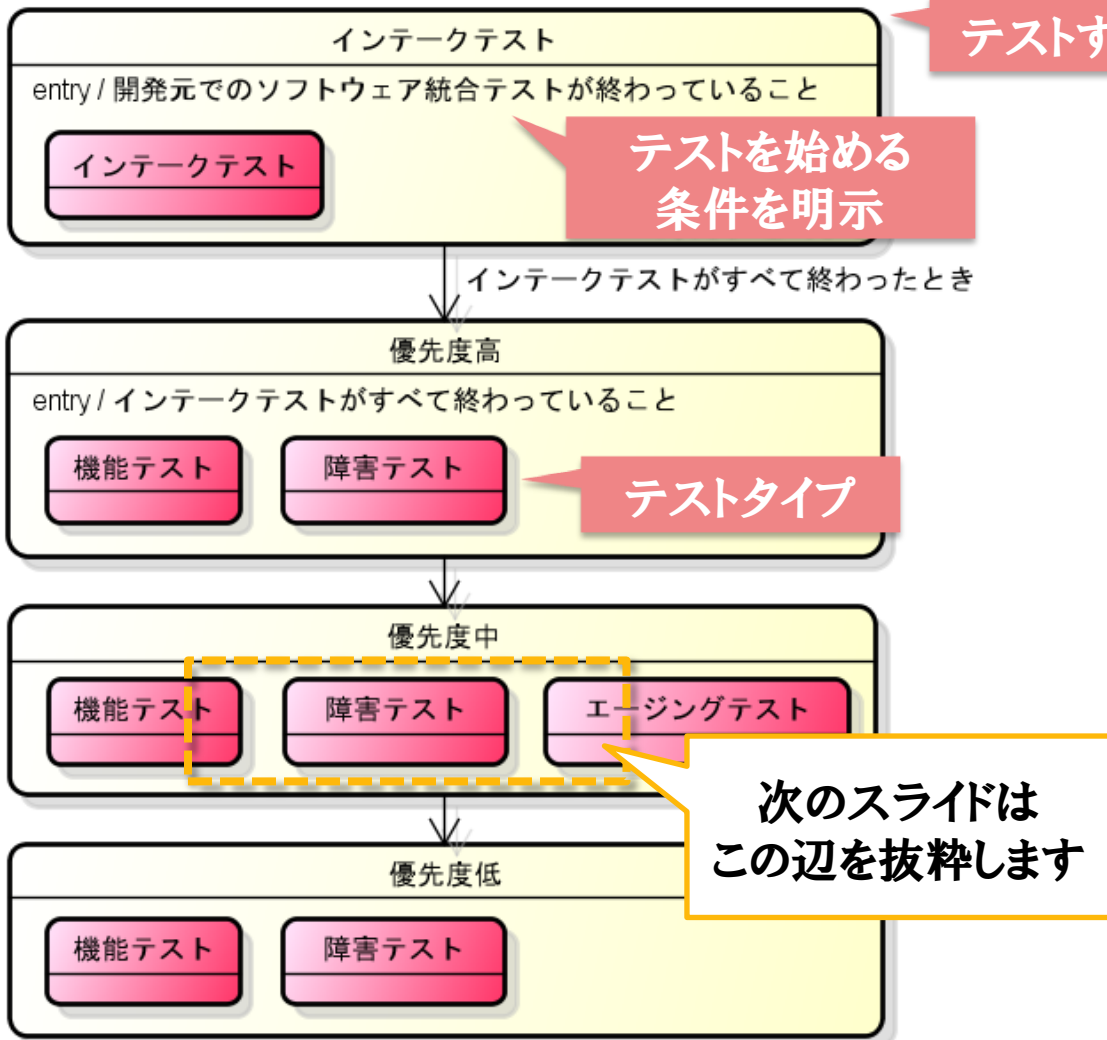 インテークテスト
テストす
entry / 開発元でのソフトウェア統合テストが終わっていること
インテークテスト
テストを始める
条件を明示
インテークテストがすべて終わったとき
優先度高
entry / インテークテストがすべて終わっていること
機能テスト
障害テスト
テストタイプ
優先度中
機能テスト
障害テスト
エージングテスト
次のスライドは
この辺を抜粋します
優先度低
機能テスト
障害テスト